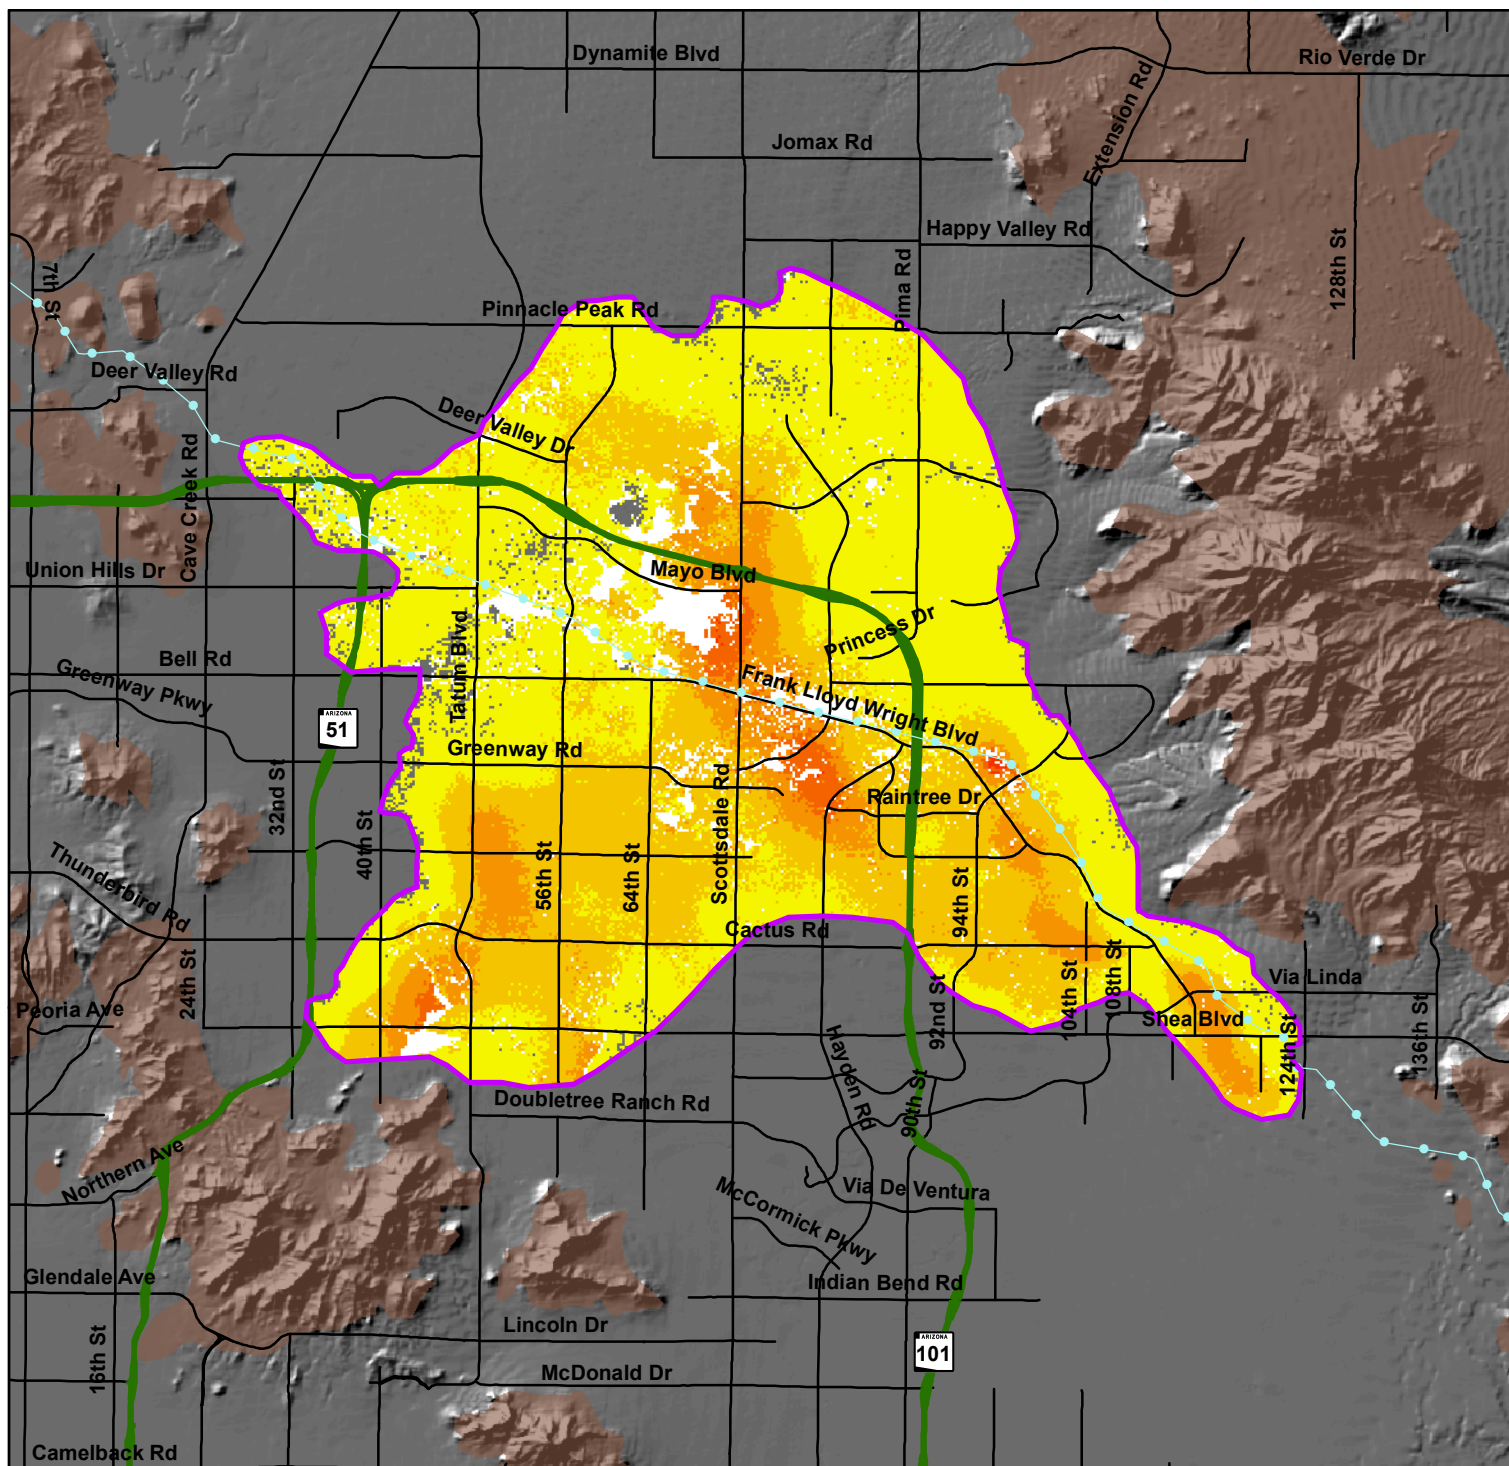 Dynamite Blvd
Rio Verde Dr
Extension Rd
Jomax Rd
Happy Valley Rd
128th St
Pima Rd
7th St
Pinnacle Peak Rd
Deer Valley Rd
Deer Valley Dr
Cave Creek Rd
Union Hills Dr
Mayo Blvd
Princess Dr
Tatum Blvd
Bell Rd
Greenway Pkwy
Frank Lloyd Wright Blvd
ARIZONA
51
Greenway Rd
32nd St
40th St
Scottsdale Rd
Raintree Dr
56th St
64th St
94th St
Thunderbird Rd
Cactus Rd
24th St
104th St
108th St
Via Linda
Peoria Ave
92nd St
Shea Blvd
124th St
136th St
Hayden Rd
90th St
Doubletree Ranch Rd
Northern Ave
Via De Ventura
McCormick Pkwy
Glendale Ave
Indian Bend Rd
Lincoln Dr
ARIZONA
101
16th St
McDonald Dr
Camelback Rd